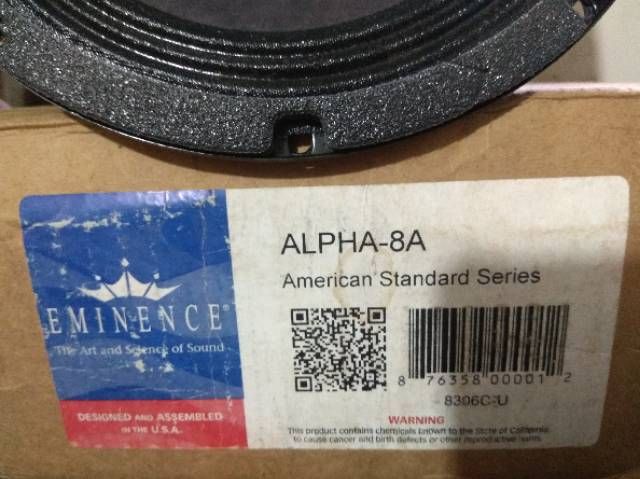 ALPHA-8A
American Standard Series
EMINENCE®
The Art and Science of Sound
DESIGNED AND ASSEMBLED
IN THE U.S.A.
8 76358 00001 2
8396C-U
WARNING
This product contains chemicals known to the State of California
to cause cancer and birth defects or other reproductive harm.